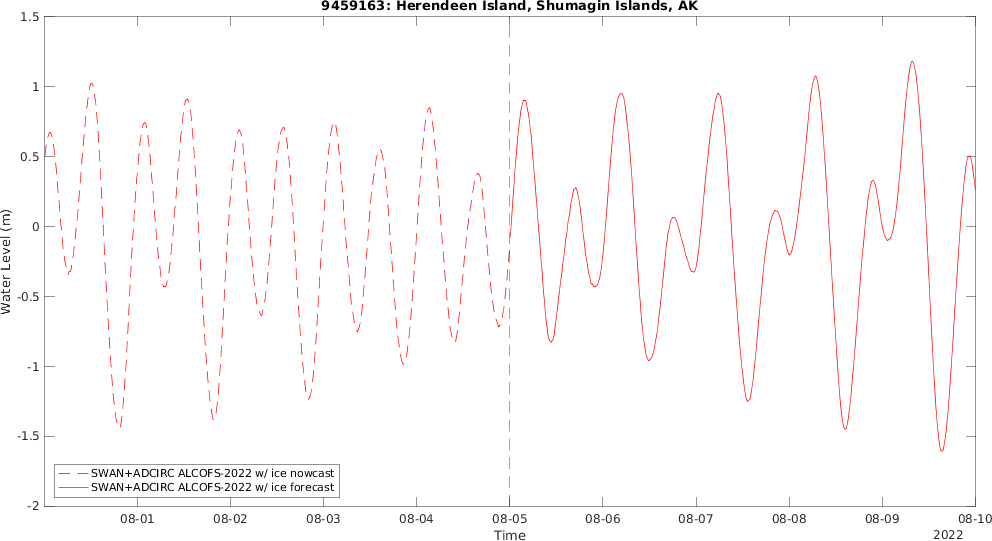 9459163: Herendeen Island, Shumagin Islands, AK
1.5
1
0.5
0
-0.5
-1
-1.5
-2
Water Level (m)
SWAN+ADCIRC ALCOFS-2022 w/ ice nowcast
SWAN+ADCIRC ALCOFS-2022 w/ ice forecast
08-01 08-02 08-03 08-04 08-05 08-06 08-07 08-08 08-09 08-10
Time
2022